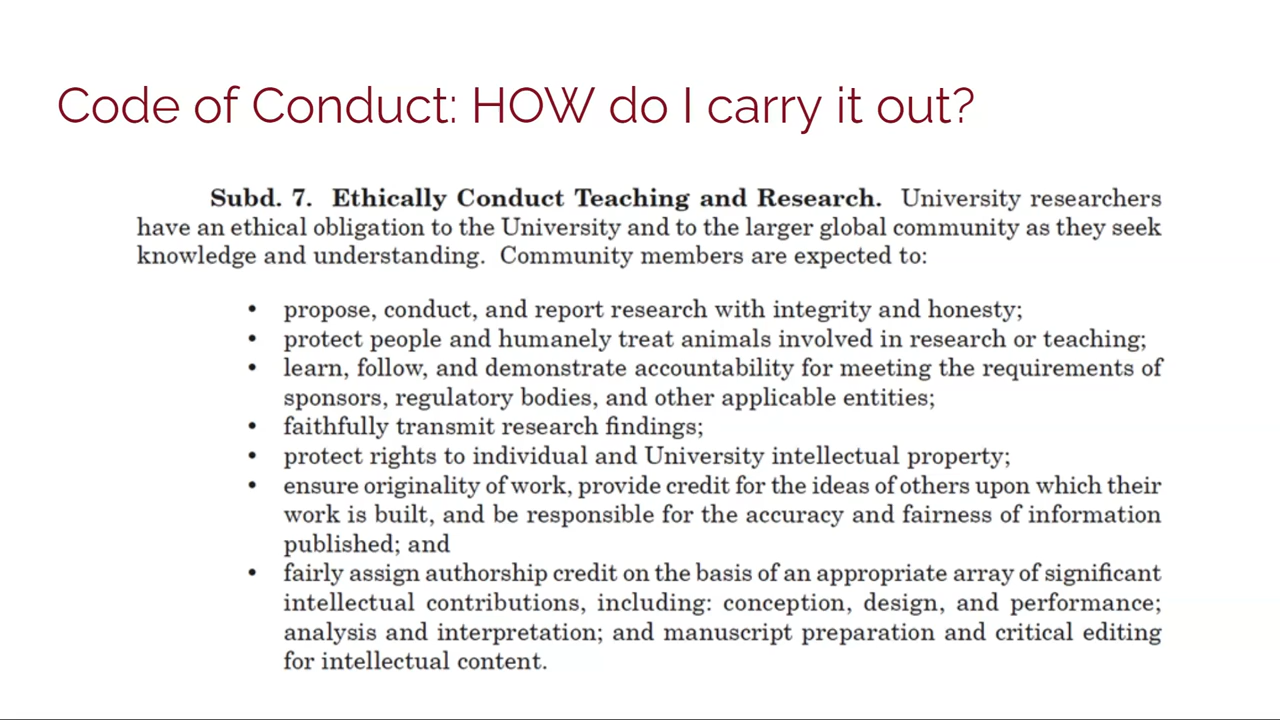 Code of Conduct: HOW do I carry it out?
Subd. 7. Ethically Conduct Teaching and Research. University researchers
have an ethical obligation to the University and to the larger global community as they seek
knowledge and understanding. Community members are expected to:
• propose, conduct, and report research with integrity and honesty;
• protect people and humanely treat animals involved in research or teaching;
• learn, follow, and demonstrate accountability for meeting the requirements of
sponsors, regulatory bodies, and other applicable entities;
• faithfully transmit research findings;
• protect rights to individual and University intellectual property;
• ensure originality of work, provide credit for the ideas of others upon which their
work is built, and be responsible for the accuracy and fairness of information
published; and
• fairly assign authorship credit on the basis of an appropriate array of significant
intellectual contributions, including: conception, design, and performance;
analysis and interpretation; and manuscript preparation and critical editing
for intellectual content.